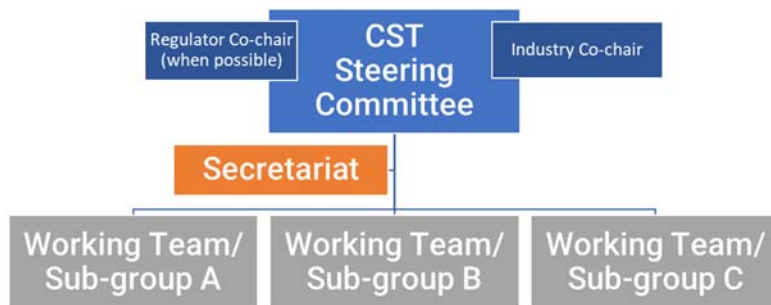 Regulator Co-chair
(when possible)
CST
Steering
Committee
Industry Co-chair
Secretariat
Working Team/
Sub-group A
Working Team/
Sub-group B
Working Team/
Sub-group C